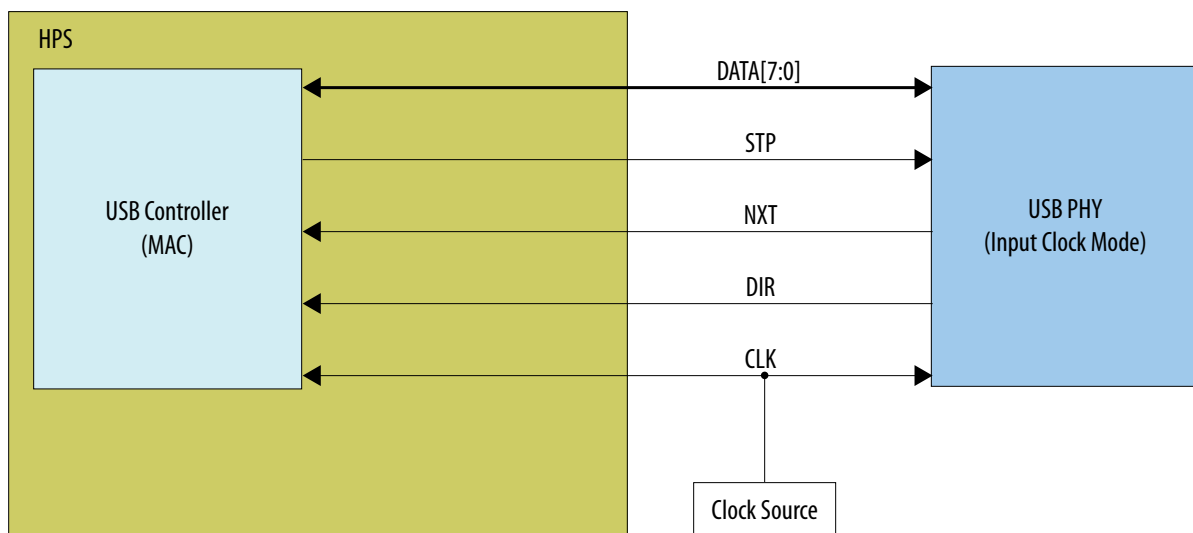 HPS
DATA[7:0]
STP
USB Controller
(MAC)
NXT
USB PHY
(Input Clock Mode)
DIR
CLK
Clock Source